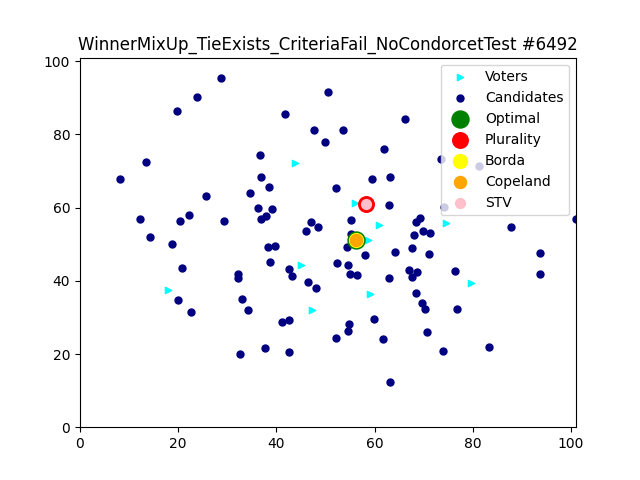 WinnerMixUp_TieExists_CriteriaFail_NoCondorcetTest #6492
100
80
60
40
20
0
0 20 40 60 80 100
Voters
Candidates
Optimal
Plurality
Borda
Copeland
STV